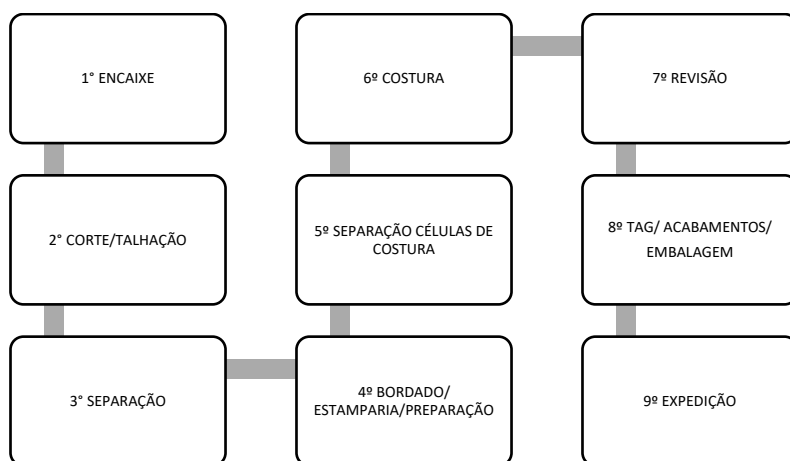 1° ENCAIXE
2° CORTE/TALHAÇÃO
3° SEPARAÇÃO
4º BORDADO/
ESTAMPARIA/PREPARAÇÃO
5º SEPARAÇÃO CÉLULAS DE
COSTURA
6º COSTURA
7º REVISÃO
8º TAG/ ACABAMENTOS/
EMBALAGEM
9º EXPEDIÇÃO